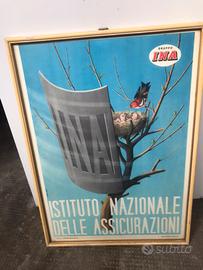 GRUPPO
INA
INA
ISTITUTO NAZIONALE
DELLE ASSICURAZIONI
subito